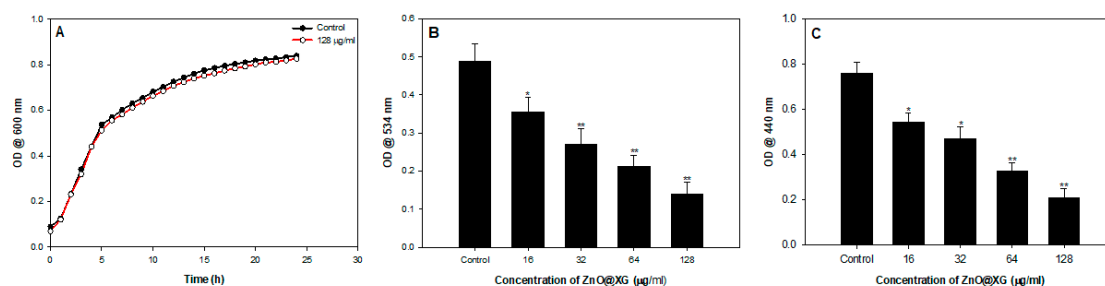 A
Control
128 µg/ml
OD @ 600 nm
1.0
0.8
0.6
0.4
0.2
0.0
0 5 10 15 20 25 30
Time (h)
B
OD @ 534 nm
0.6
0.5
0.4
0.3
0.2
0.1
0.0
*
**
**
**
Control 16 32 64 128
Concentration of ZnO@XG (µg/ml)
C
OD @ 440 nm
1.0
0.8
0.6
0.4
0.2
0.0
*
*
**
**
Control 16 32 64 128
Concentration of ZnO@XG (µg/ml)